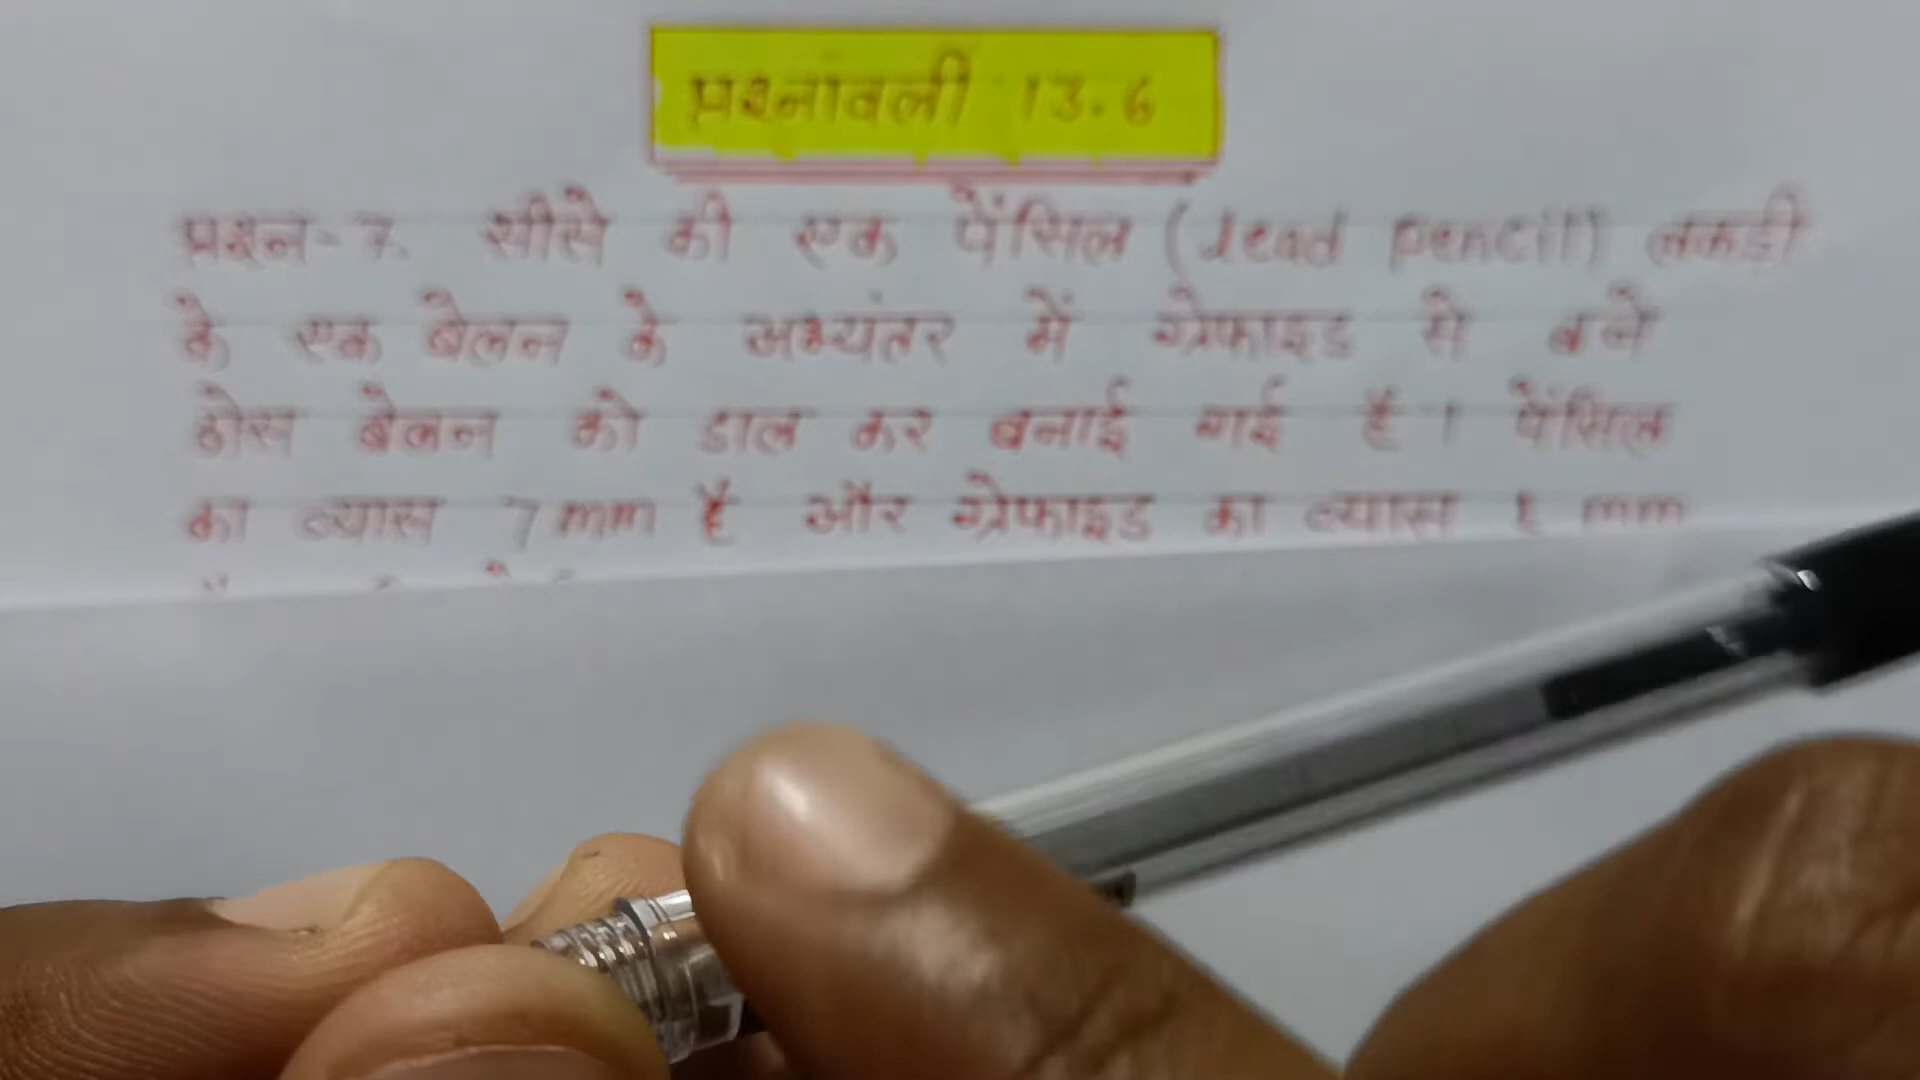 प्रश्नावली 13.6
प्रश्न-7. सीसे की एक पेंसिल (Lead pencil) लकडी
के एक बेलन के अभ्यंतर में ग्रेफाइड से बने
ठोस बेलन को डाल कर बनाई गई है । पेंसिल
का व्यास 7 mm है और ग्रेफाइड का व्यास 1 mm